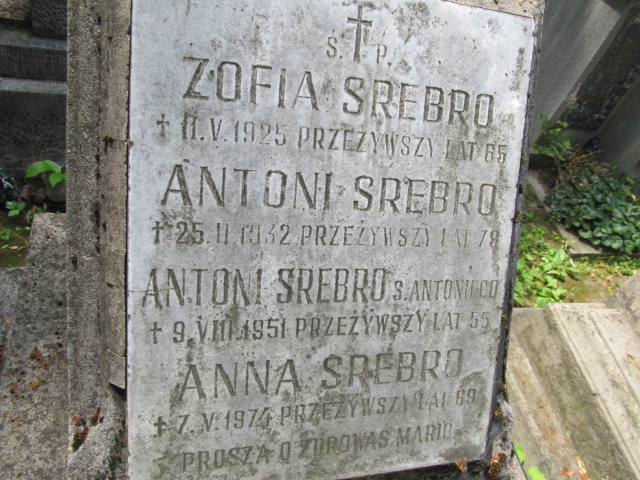 Ś. P.
ZOFIA SREBRO
† 11.V.1925 PRZEŻYWSZY LAT 65
ANTONI SREBRO
† 25.II.1932 PRZEŻYWSZY LAT 78
ANTONI SREBRO S. ANTONIEGO
† 9.VIII.1951 PRZEŻYWSZY LAT 55
ANNA SREBRO
† 7.V.1974 PRZEŻYWSZY LAT 69
PROSZĄ O ZDROWAŚ MARIO